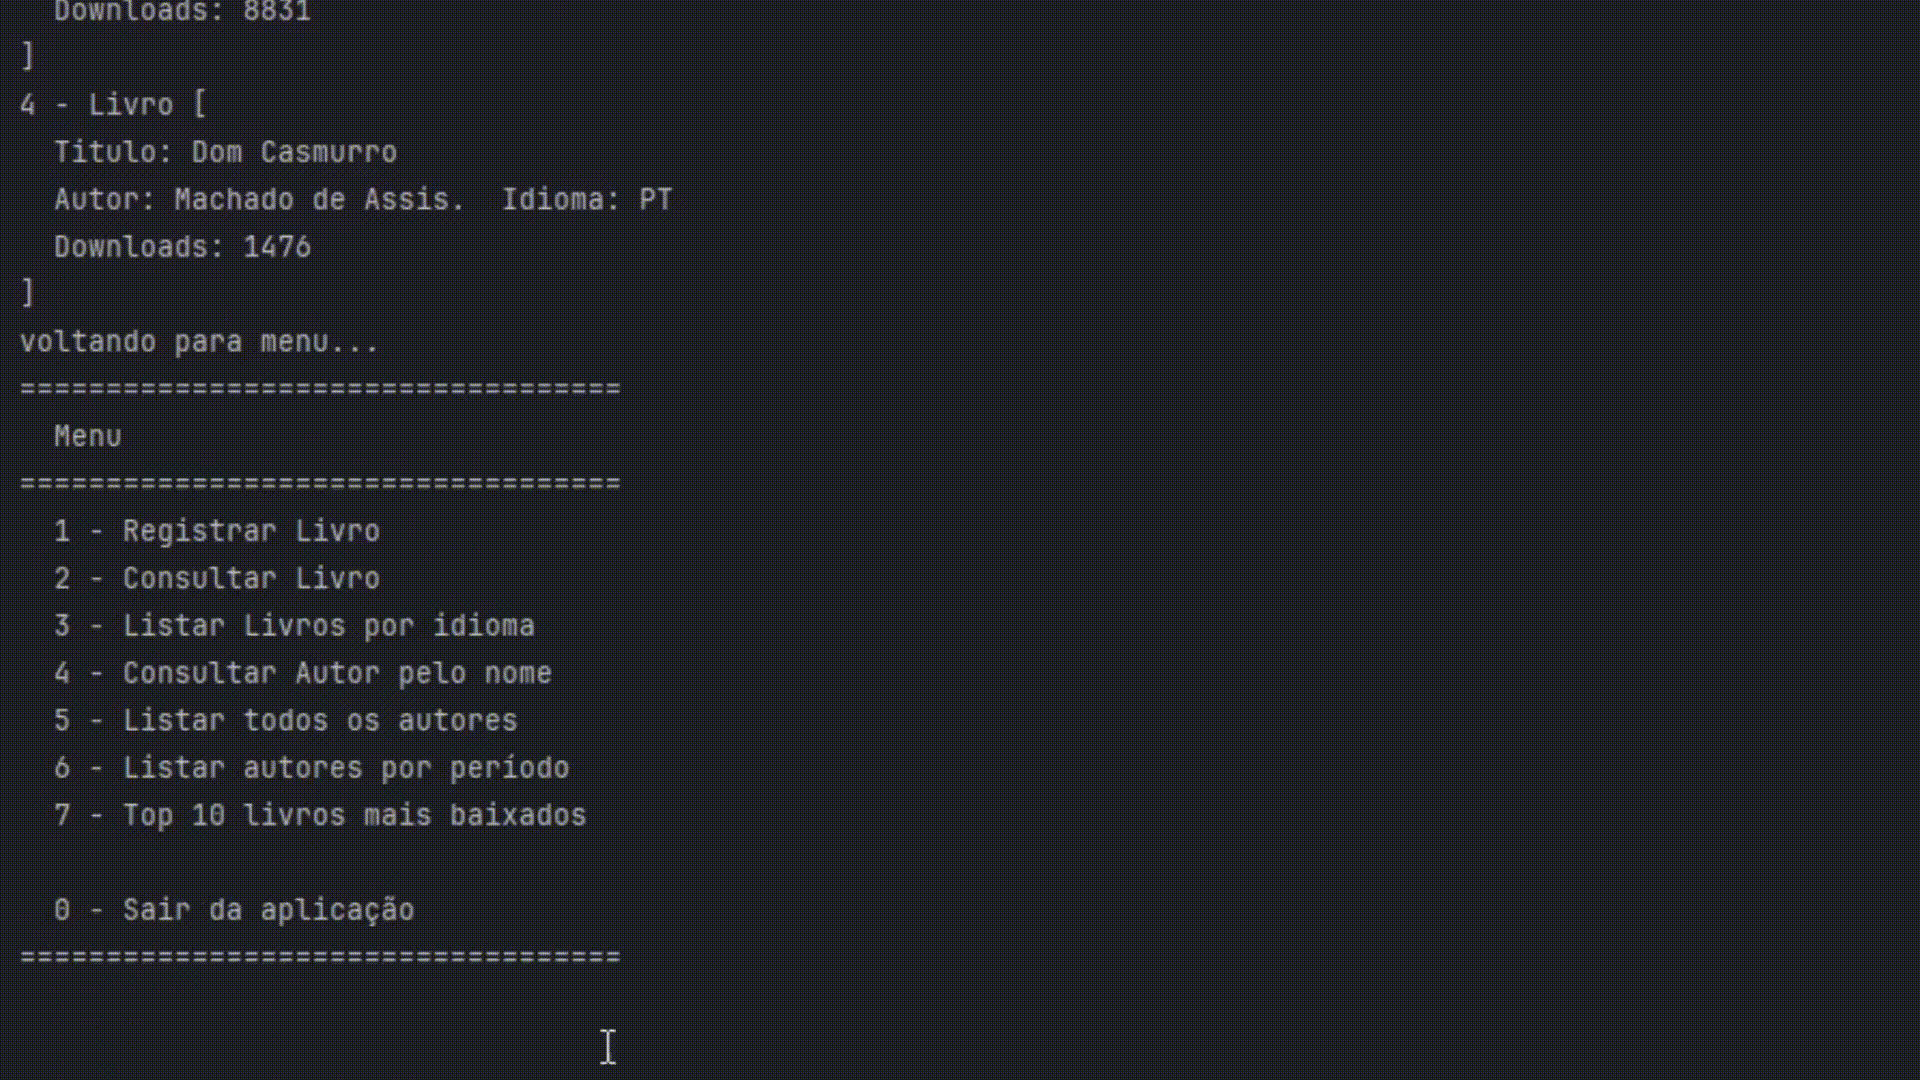 Downloads: 8831
]
4 - Livro [
Titulo: Dom Casmurro
Autor: Machado de Assis.  Idioma: PT
Downloads: 1476
]
voltando para menu...
===================================
Menu
===================================
1 - Registrar Livro
2 - Consultar Livro
3 - Listar Livros por idioma
4 - Consultar Autor pelo nome
5 - Listar todos os autores
6 - Listar autores por período
7 - Top 10 livros mais baixados
0 - Sair da aplicação
===================================